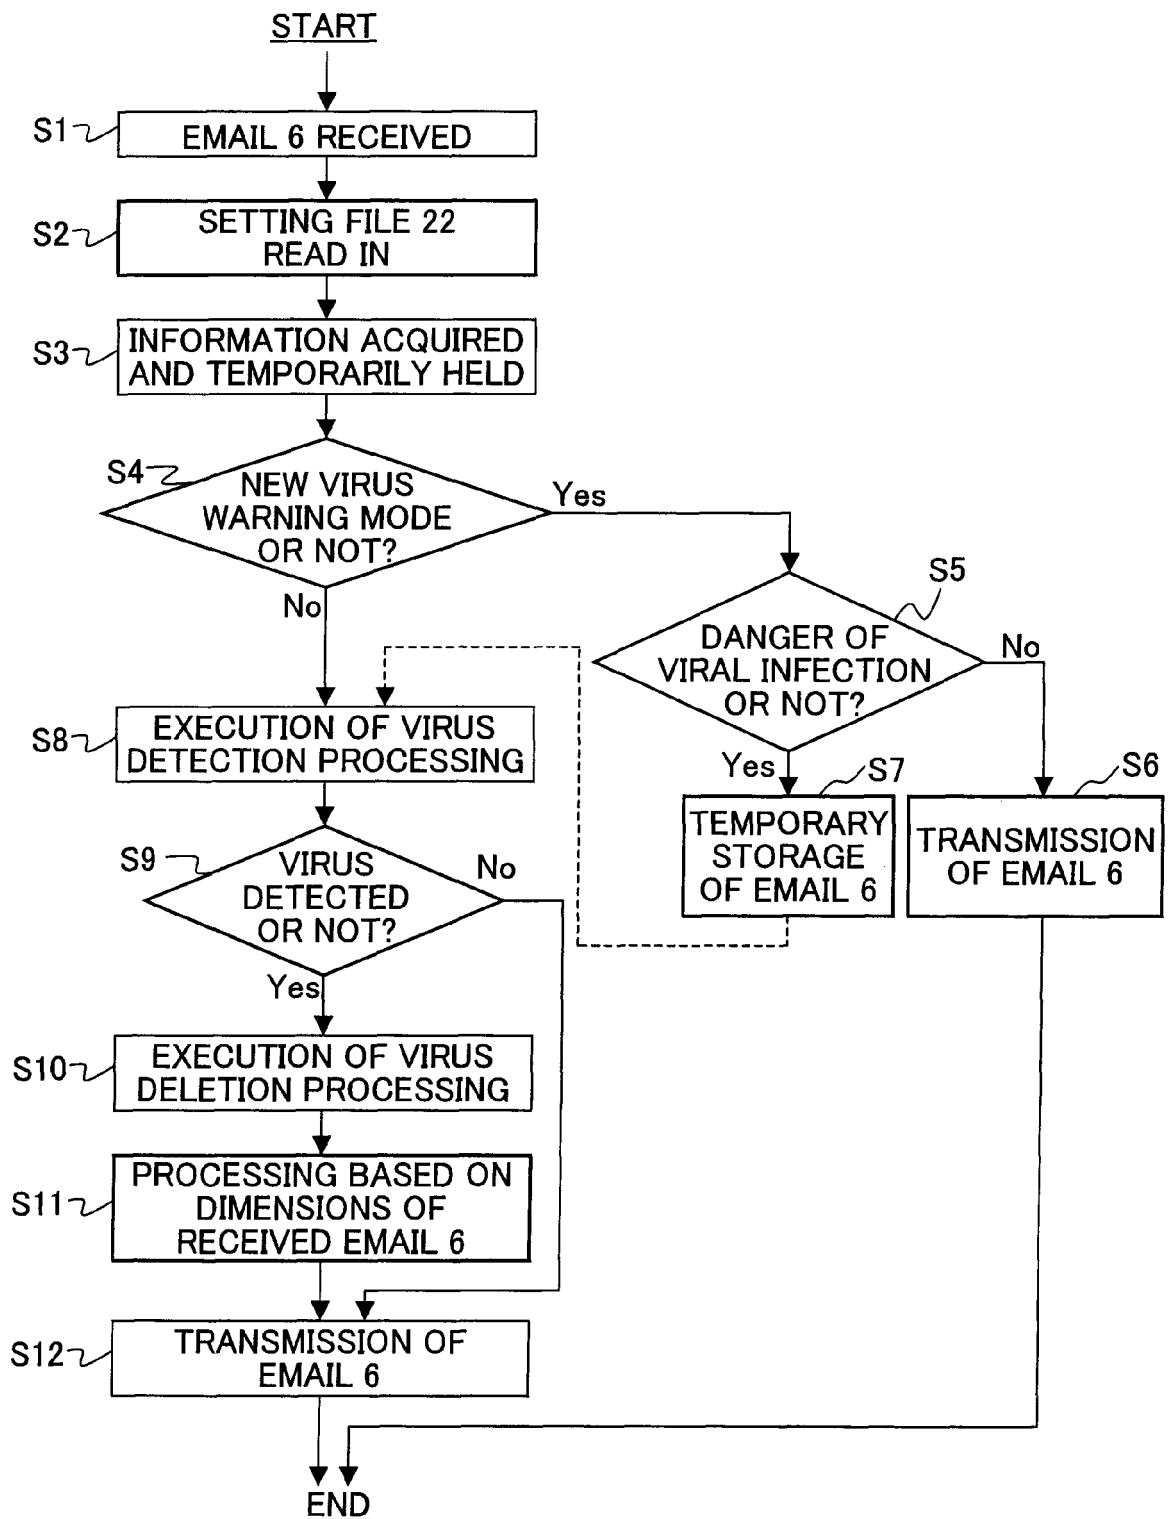 START
S1
EMAIL 6 RECEIVED
S2
SETTING FILE 22
READ IN
S3
INFORMATION ACQUIRED
AND TEMPORARILY HELD
S4
NEW VIRUS
WARNING MODE
OR NOT?
Yes
No
S5
DANGER OF
VIRAL INFECTION
OR NOT?
No
Yes
S7
TEMPORARY
STORAGE
OF EMAIL 6
S6
TRANSMISSION
OF EMAIL 6
S8
EXECUTION OF VIRUS
DETECTION PROCESSING
S9
VIRUS
DETECTED
OR NOT?
No
Yes
S10
EXECUTION OF VIRUS
DELETION PROCESSING
S11
PROCESSING BASED ON
DIMENSIONS OF
RECEIVED EMAIL 6
S12
TRANSMISSION OF
EMAIL 6
END